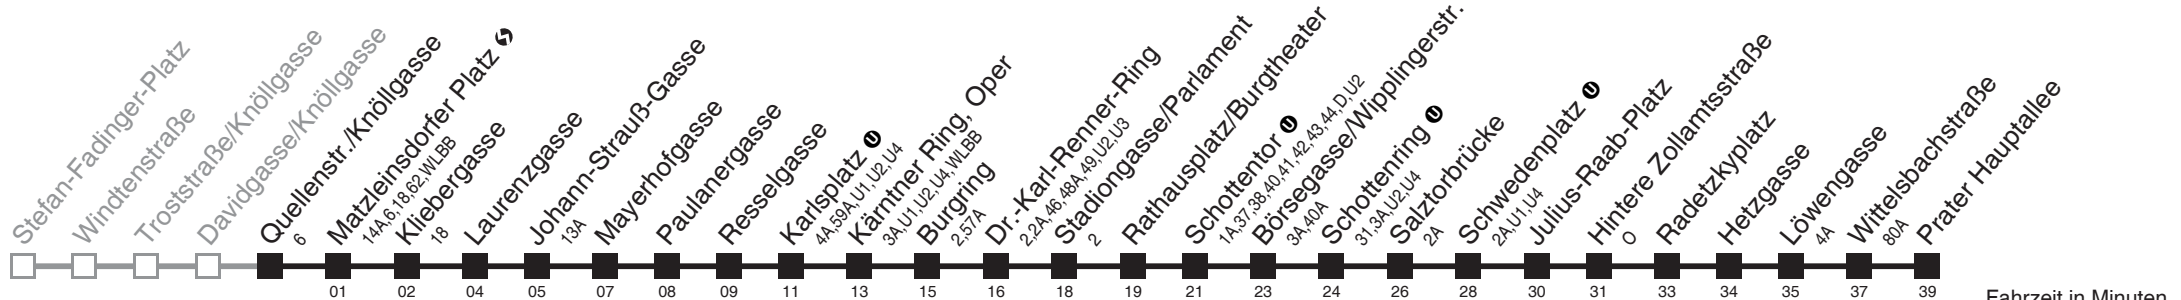 Stefan-Fadinger-Platz
Windtenstraße
Troststraße/Knöllgasse
Davidgasse/Knöllgasse
Quellenstr./Knöllgasse
6
Matzleinsdorfer Platz
14A,6,18,62,WLBB
Kliebergasse
18
Laurenzgasse
Johann-Strauß-Gasse
13A
Mayerhofgasse
Paulanergasse
Resselgasse
Karlsplatz U
4A,59A,U1,U2,U4
Kärntner Ring, Oper
3A,U1,U2,U4,WLBB
Burgring
2,57A
Dr.-Karl-Renner-Ring
2,2A,46,48A,49,U2,U3
Stadiongasse/Parlament
2
Rathausplatz/Burgtheater
Schottentor U
1A,37,38,40,41,42,43,44,D,U2
Börsegasse/Wipplingerstr.
3A,40A
Schottenring U
31,3A,U2,U4
Salztorbrücke
2A
Schwedenplatz U
2A,U1,U4
Julius-Raab-Platz
Hintere Zollamtsstraße
O
Radetzkyplatz
Hetzgasse
Löwengasse
4A
Wittelsbachstraße
80A
Prater Hauptallee
01 02 04 05 07 08 09 11 13 15 16 18 19 21 23 24 26 28 30 31 33 34 35 37 39
Fahrzeit in Minuten